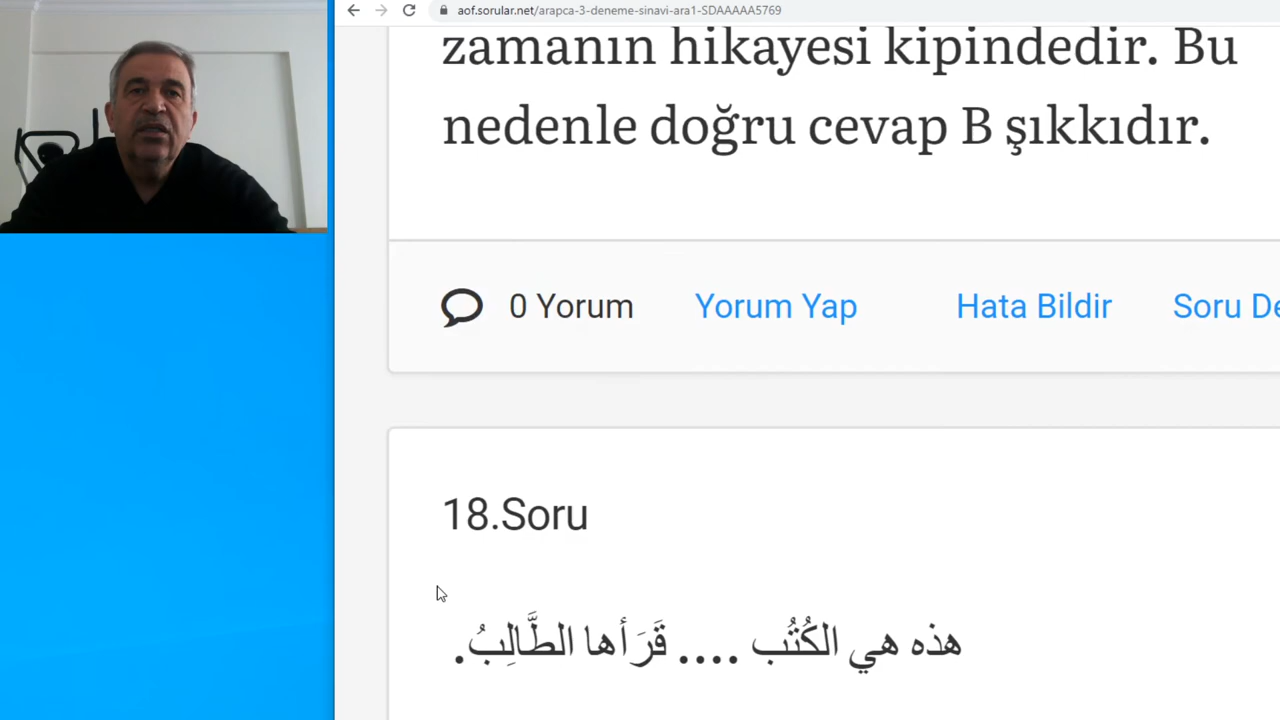 aof.sorular.net/arapca-3-deneme-sinavi-ara1-SDAAAAA5769
zamanın hikayesi kipindedir. Bu
nedenle doğru cevap B şıkkıdır.
0 Yorum Yorum Yap Hata Bildir Soru De
18.Soru
هذه هي الكُتُب .... قَرَأها الطَّالِبُ.